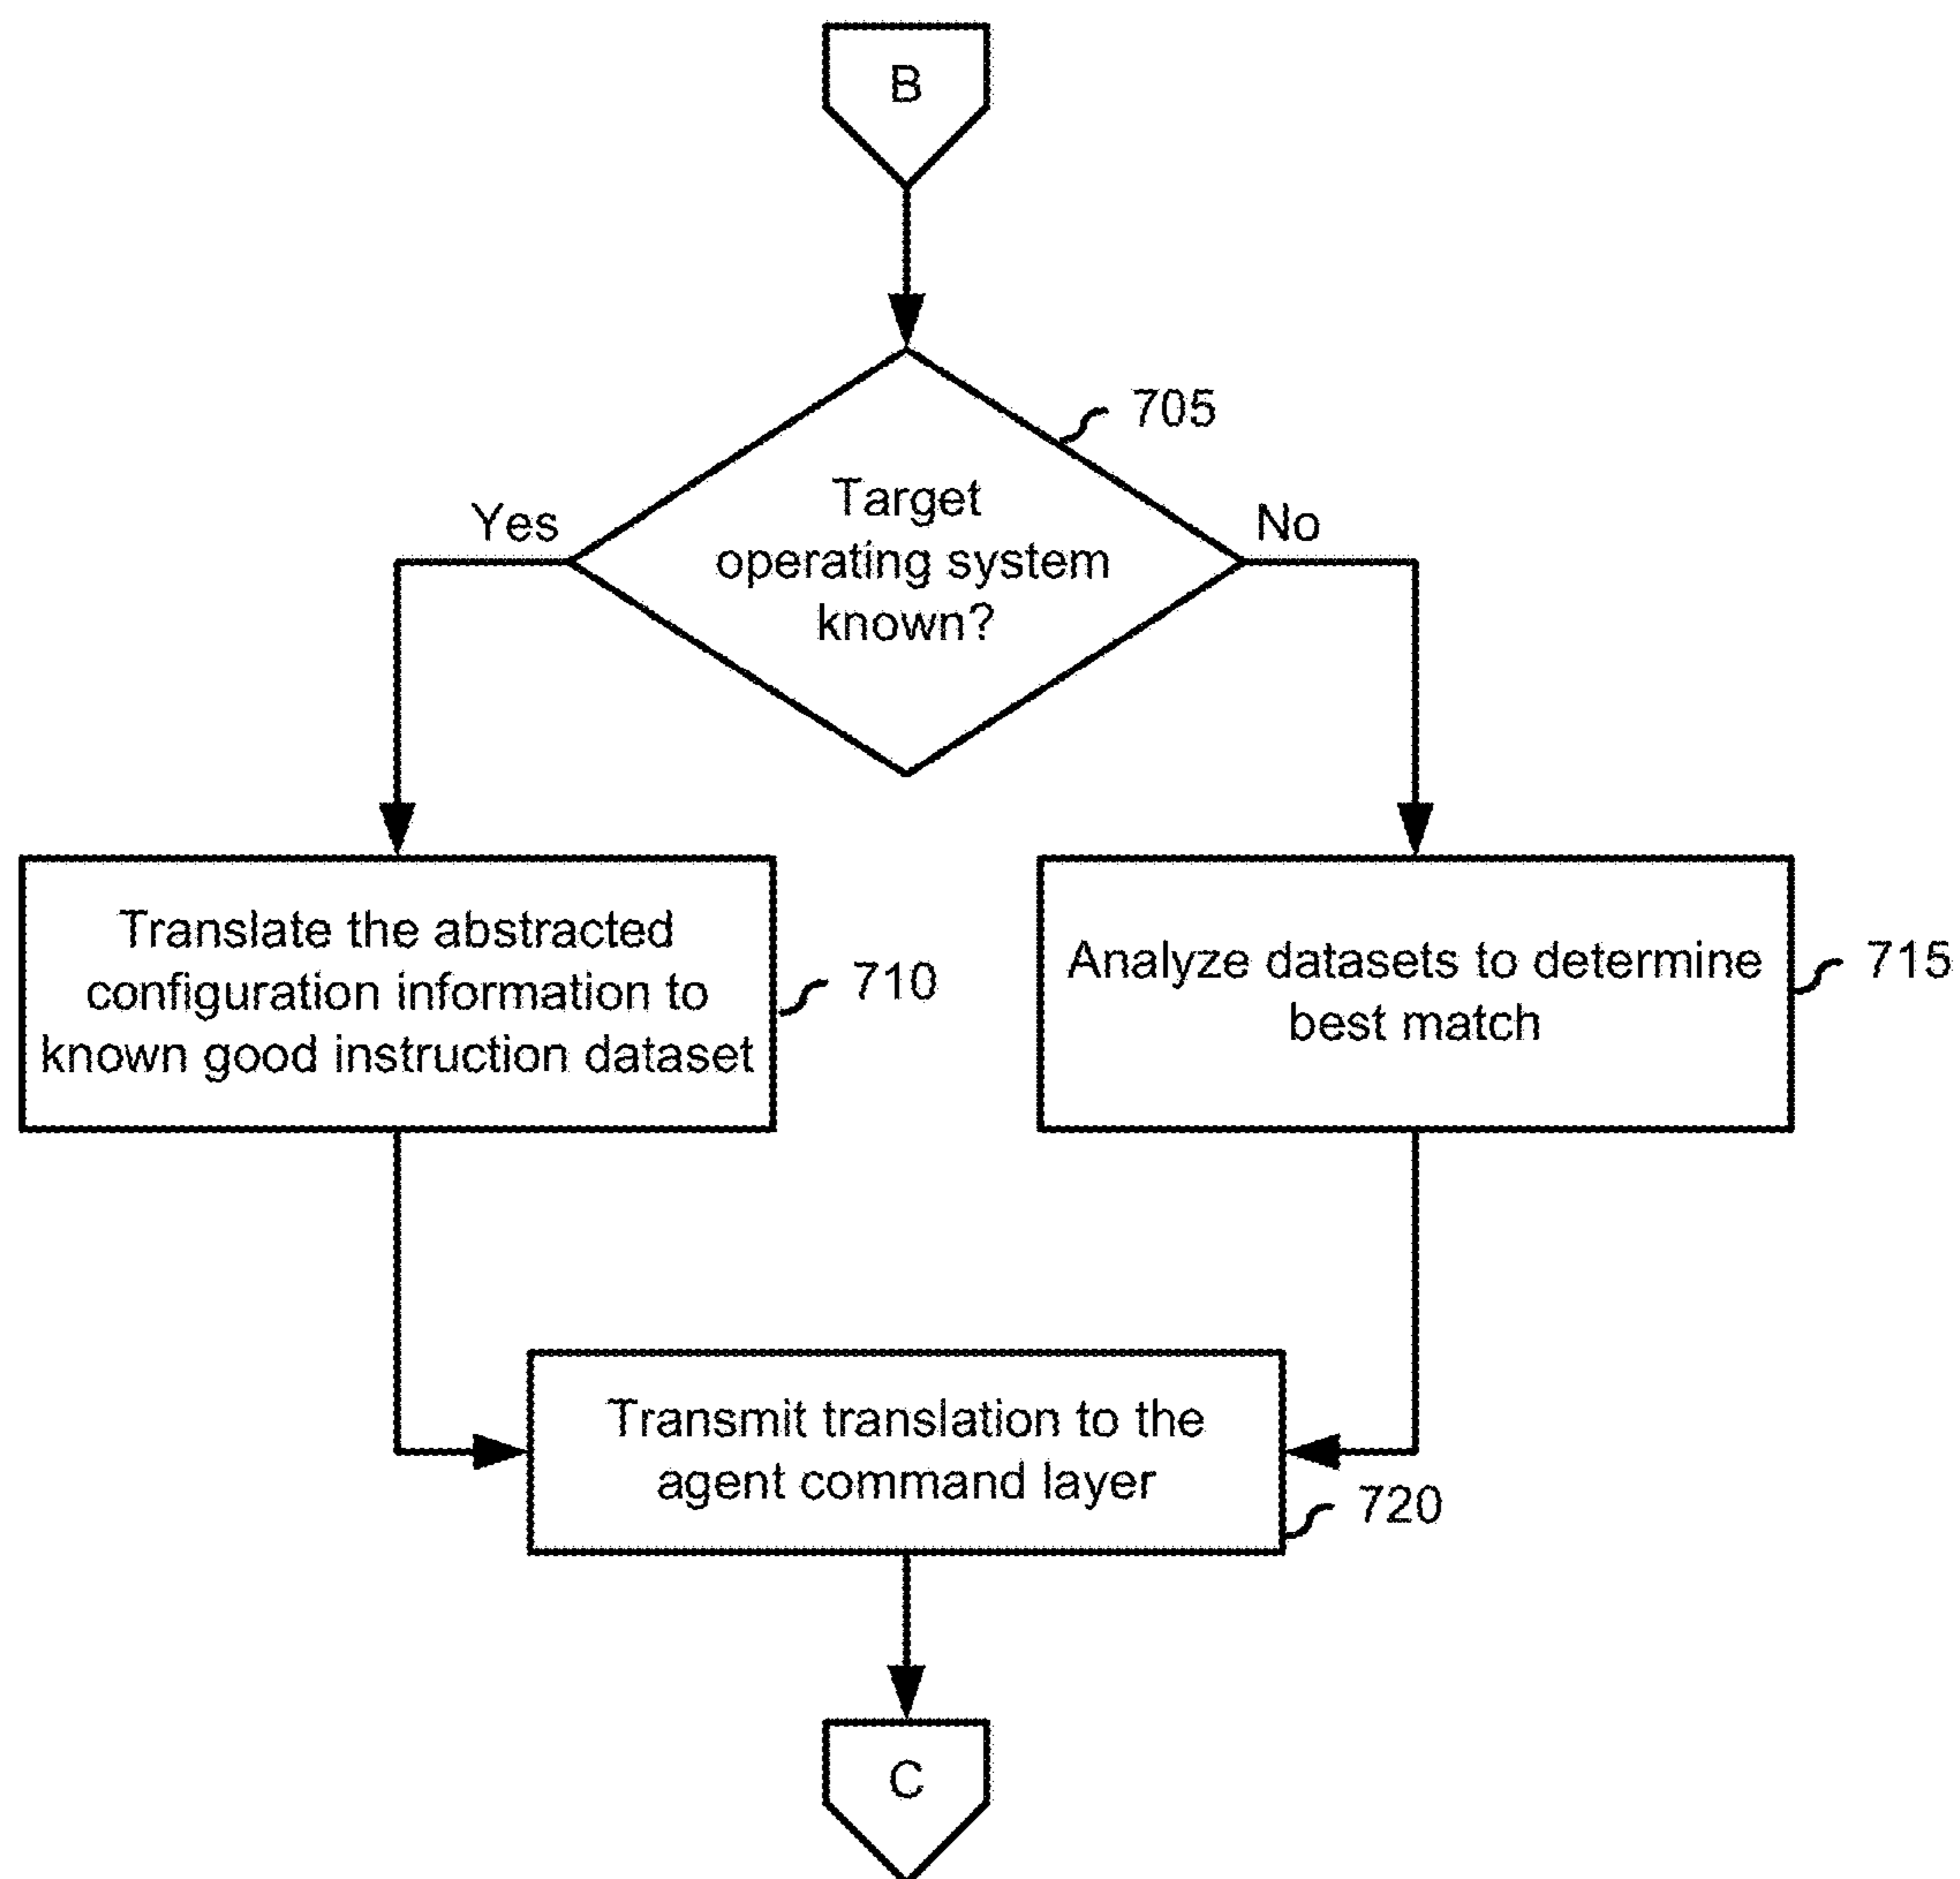 B
705
Yes
No
Target
operating system
known?
Translate the abstracted
configuration information to
known good instruction dataset
710
Analyze datasets to determine
best match
715
Transmit translation to the
agent command layer
720
C